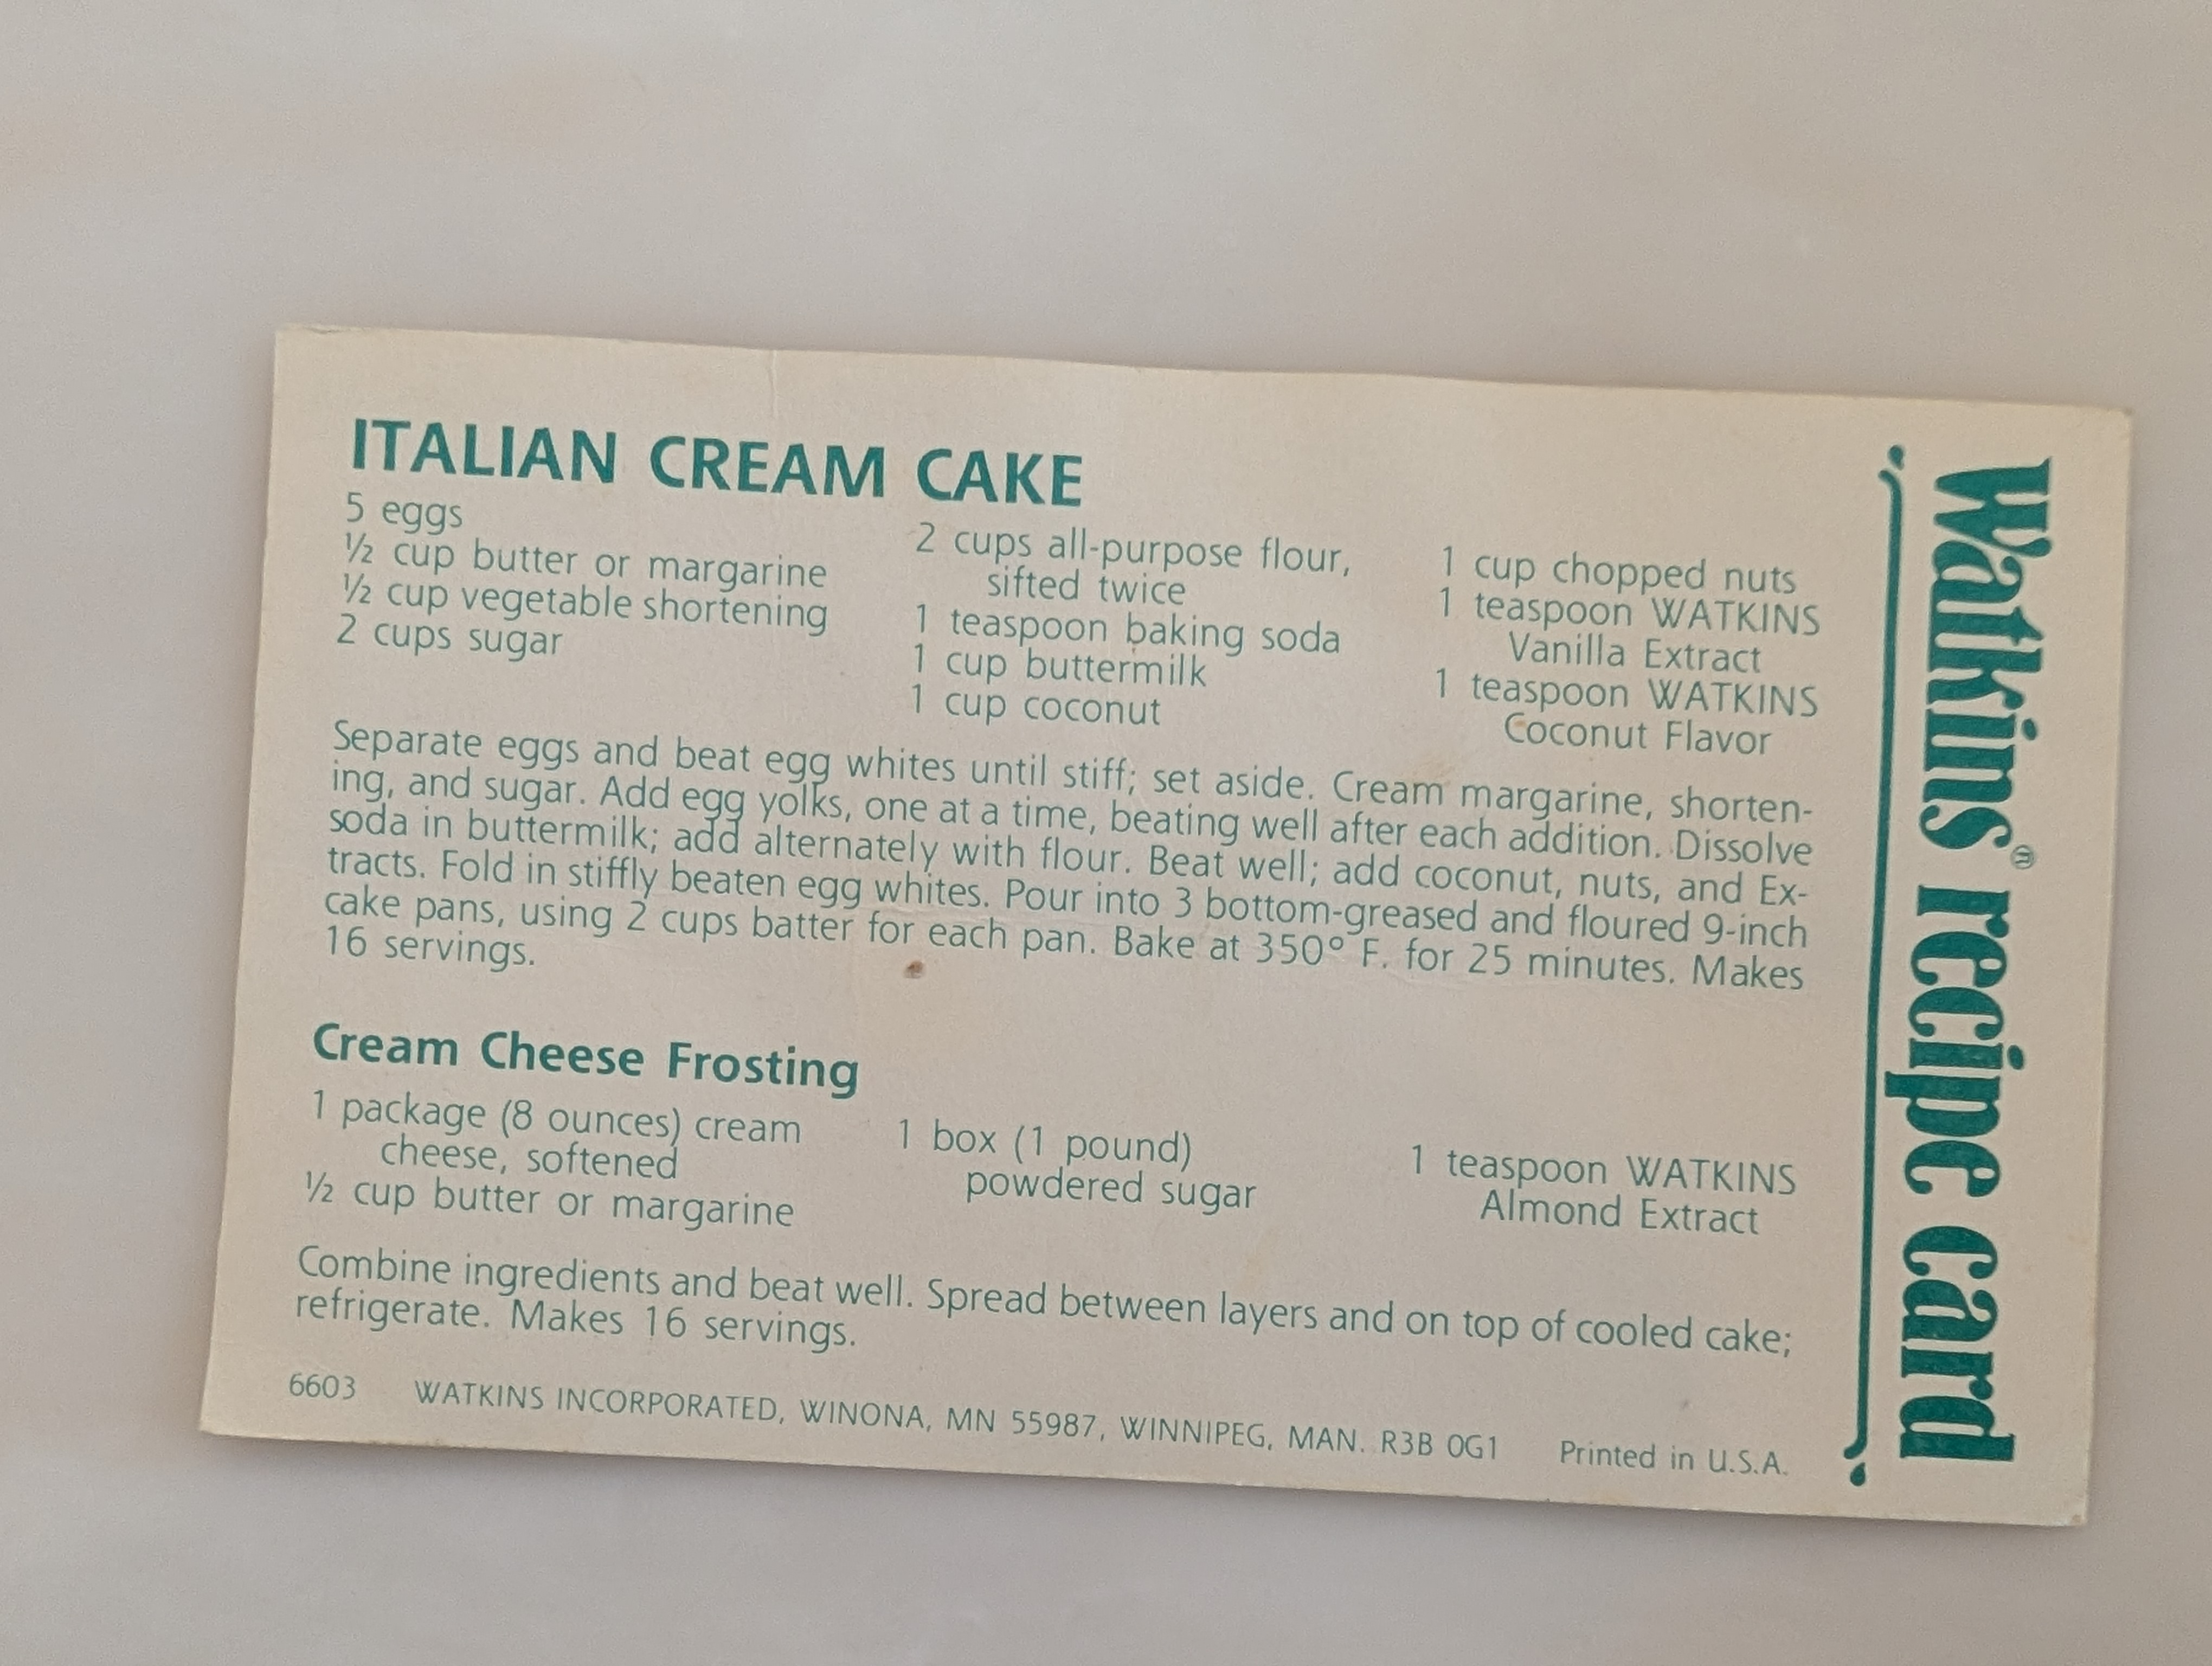 ITALIAN CREAM CAKE
5 eggs
½ cup butter or margarine
½ cup vegetable shortening
2 cups sugar
2 cups all-purpose flour,
sifted twice
1 teaspoon baking soda
1 cup buttermilk
1 cup coconut
1 cup chopped nuts
1 teaspoon WATKINS
Vanilla Extract
1 teaspoon WATKINS
Coconut Flavor
Separate eggs and beat egg whites until stiff; set aside. Cream margarine, shorten-
ing, and sugar. Add egg yolks, one at a time, beating well after each addition. Dissolve
soda in buttermilk; add alternately with flour. Beat well; add coconut, nuts, and Ex-
tracts. Fold in stiffly beaten egg whites. Pour into 3 bottom-greased and floured 9-inch
cake pans, using 2 cups batter for each pan. Bake at 350° F. for 25 minutes. Makes
16 servings.
Cream Cheese Frosting
1 package (8 ounces) cream
cheese, softened
½ cup butter or margarine
1 box (1 pound)
powdered sugar
1 teaspoon WATKINS
Almond Extract
Combine ingredients and beat well. Spread between layers and on top of cooled cake;
refrigerate. Makes 16 servings.
6603 WATKINS INCORPORATED, WINONA, MN 55987, WINNIPEG, MAN. R3B 0G1 Printed in U.S.A.
Watkins® recipe card